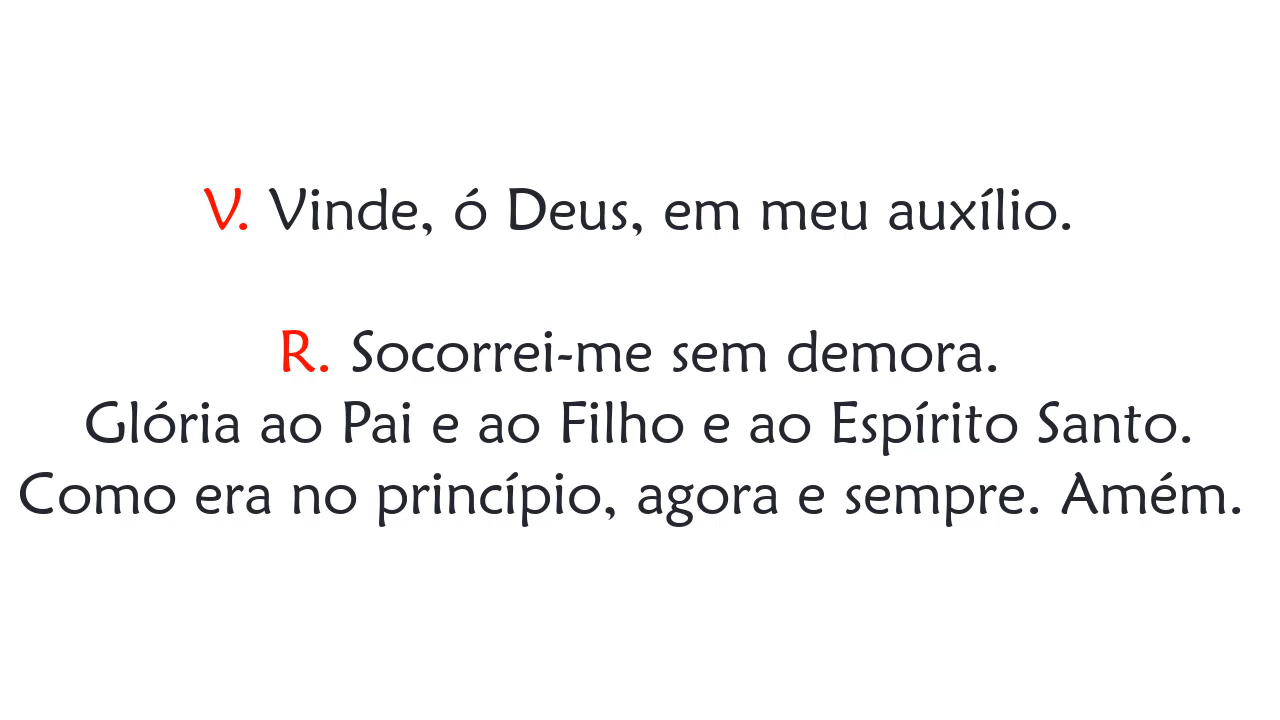 V. Vinde, ó Deus, em meu auxílio.
R. Socorrei-me sem demora.
Glória ao Pai e ao Filho e ao Espírito Santo.
Como era no princípio, agora e sempre. Amém.